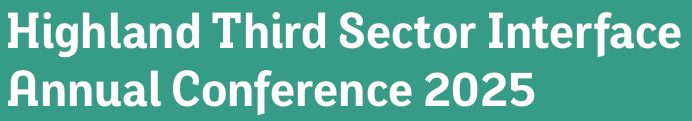 Highland Third Sector Interface
Annual Conference 2025